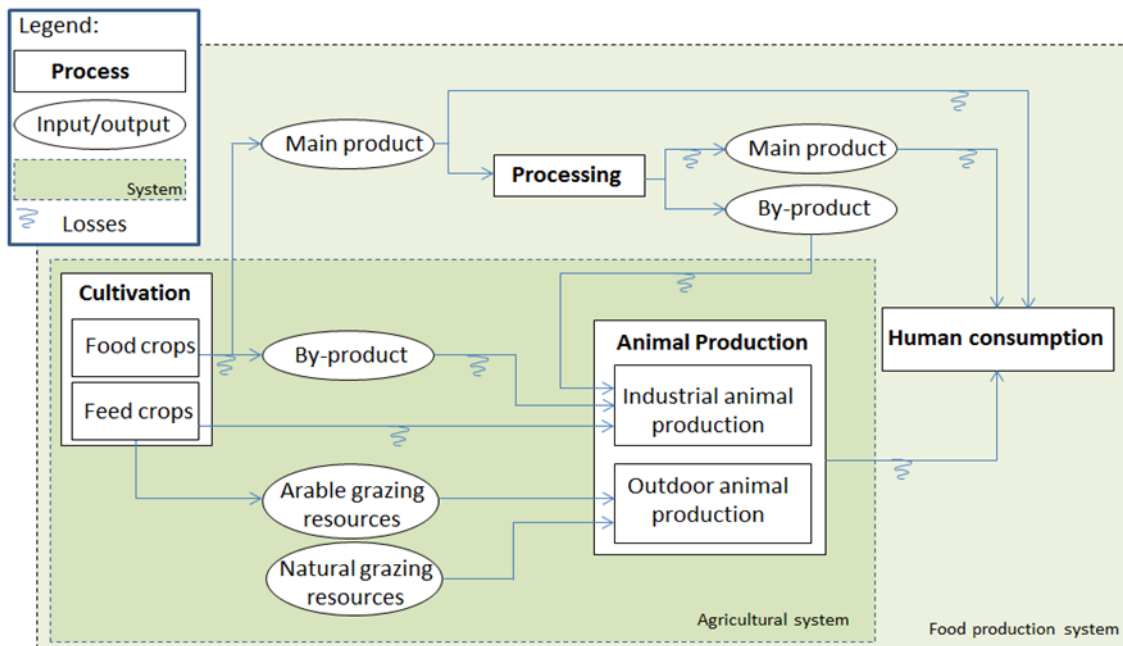 Legend:
Process
Input/output
System
Losses
Main product
Processing
Main product
By-product
Cultivation
Food crops
Feed crops
By-product
Animal Production
Industrial animal
production
Outdoor animal
production
Human consumption
Arable grazing
resources
Natural grazing
resources
Agricultural system
Food production system